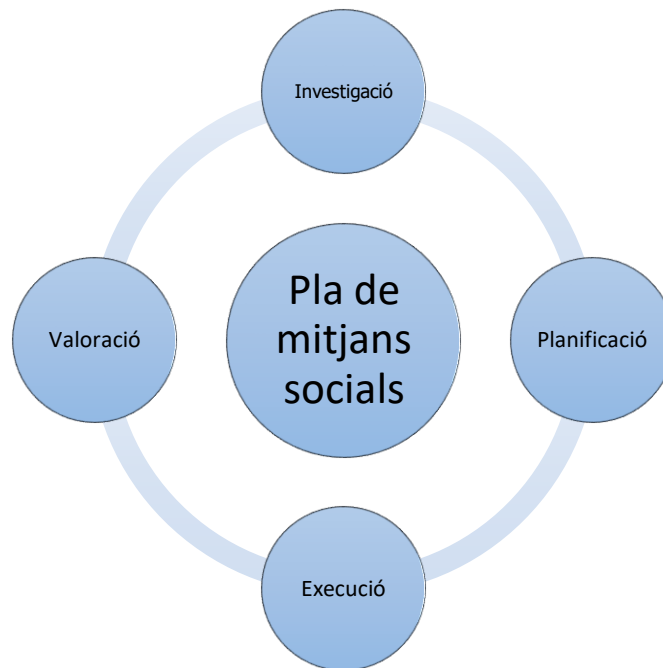 Investigació
Valoració
Pla de
mitjans
socials
Planificació
Execució